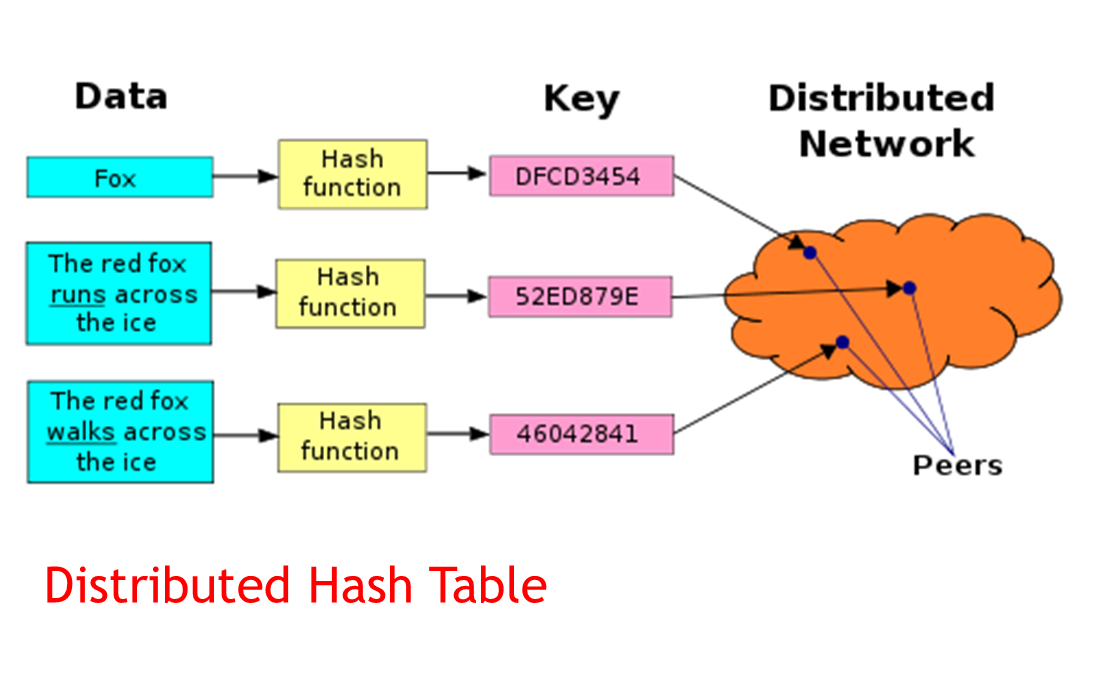 Data
Key
Distributed
Network
Fox
Hash
function
DFCD3454
The red fox
runs across
the ice
Hash
function
52ED879E
The red fox
walks across
the ice
Hash
function
46042841
Peers
Distributed Hash Table